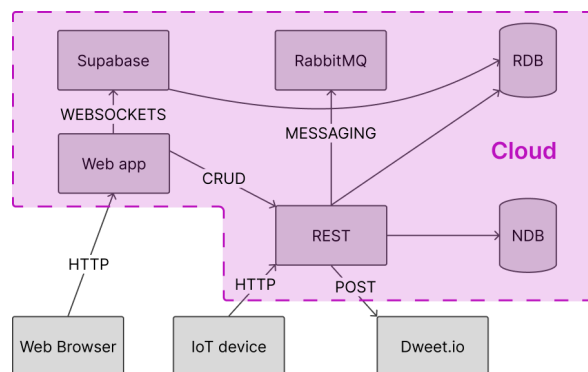 Supabase
RabbitMQ
RDB
WEBSOCKETS
MESSAGING
Cloud
Web app
CRUD
REST
NDB
HTTP
HTTP
POST
Web Browser
IoT device
Dweet.io